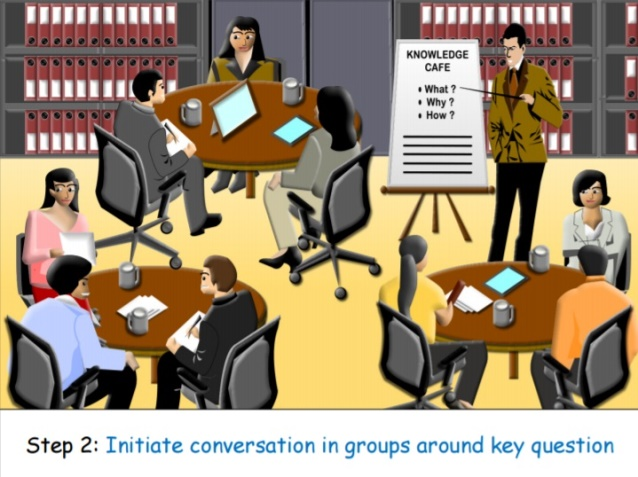 KNOWLEDGE
CAFE
• What ?
• Why ?
• How ?
Step 2: Initiate conversation in groups around key question